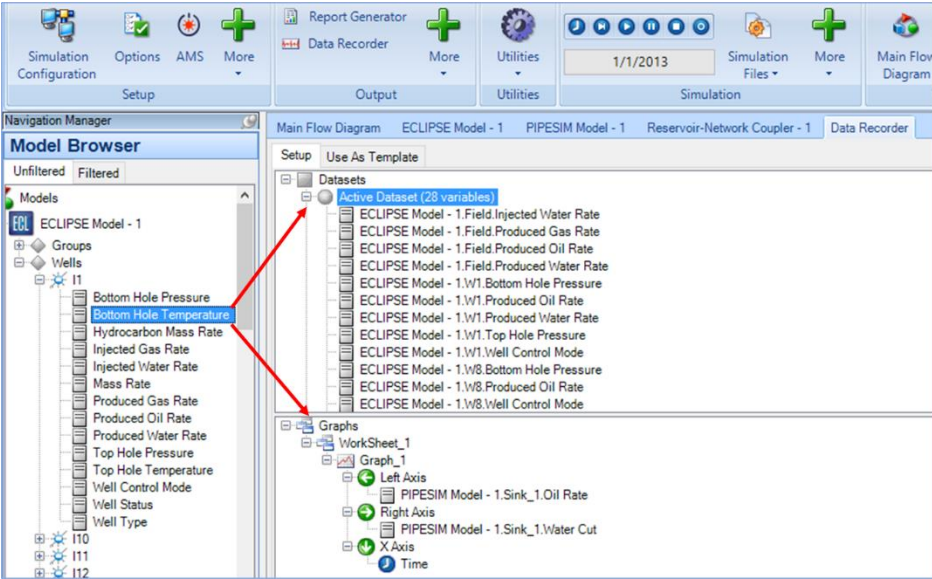 Simulation Configuration
Options
AMS
More
Setup
Report Generator
Data Recorder
More
Output
Utilities
Utilities
1/1/2013
Simulation Files
More
Simulation
Main Flow Diagram
Navigation Manager
Model Browser
Unfiltered
Filtered
Models
ECL
ECLIPSE Model - 1
Groups
Wells
I1
Bottom Hole Pressure
Bottom Hole Temperature
Hydrocarbon Mass Rate
Injected Gas Rate
Injected Water Rate
Mass Rate
Produced Gas Rate
Produced Oil Rate
Produced Water Rate
Top Hole Pressure
Top Hole Temperature
Well Control Mode
Well Status
Well Type
I10
I11
I12
Main Flow Diagram
ECLIPSE Model - 1
PIPESIM Model - 1
Reservoir-Network Coupler - 1
Data Recorder
Setup
Use As Template
Datasets
Active Dataset (28 variables)
ECLIPSE Model - 1.Field.Injected Water Rate
ECLIPSE Model - 1.Field.Produced Gas Rate
ECLIPSE Model - 1.Field.Produced Oil Rate
ECLIPSE Model - 1.Field.Produced Water Rate
ECLIPSE Model - 1.W1.Bottom Hole Pressure
ECLIPSE Model - 1.W1.Produced Oil Rate
ECLIPSE Model - 1.W1.Produced Water Rate
ECLIPSE Model - 1.W1.Top Hole Pressure
ECLIPSE Model - 1.W1.Well Control Mode
ECLIPSE Model - 1.W8.Bottom Hole Pressure
ECLIPSE Model - 1.W8.Produced Oil Rate
ECLIPSE Model - 1.W8.Well Control Mode
Graphs
WorkSheet_1
Graph_1
Left Axis
PIPESIM Model - 1.Sink_1.Oil Rate
Right Axis
PIPESIM Model - 1.Sink_1.Water Cut
X Axis
Time